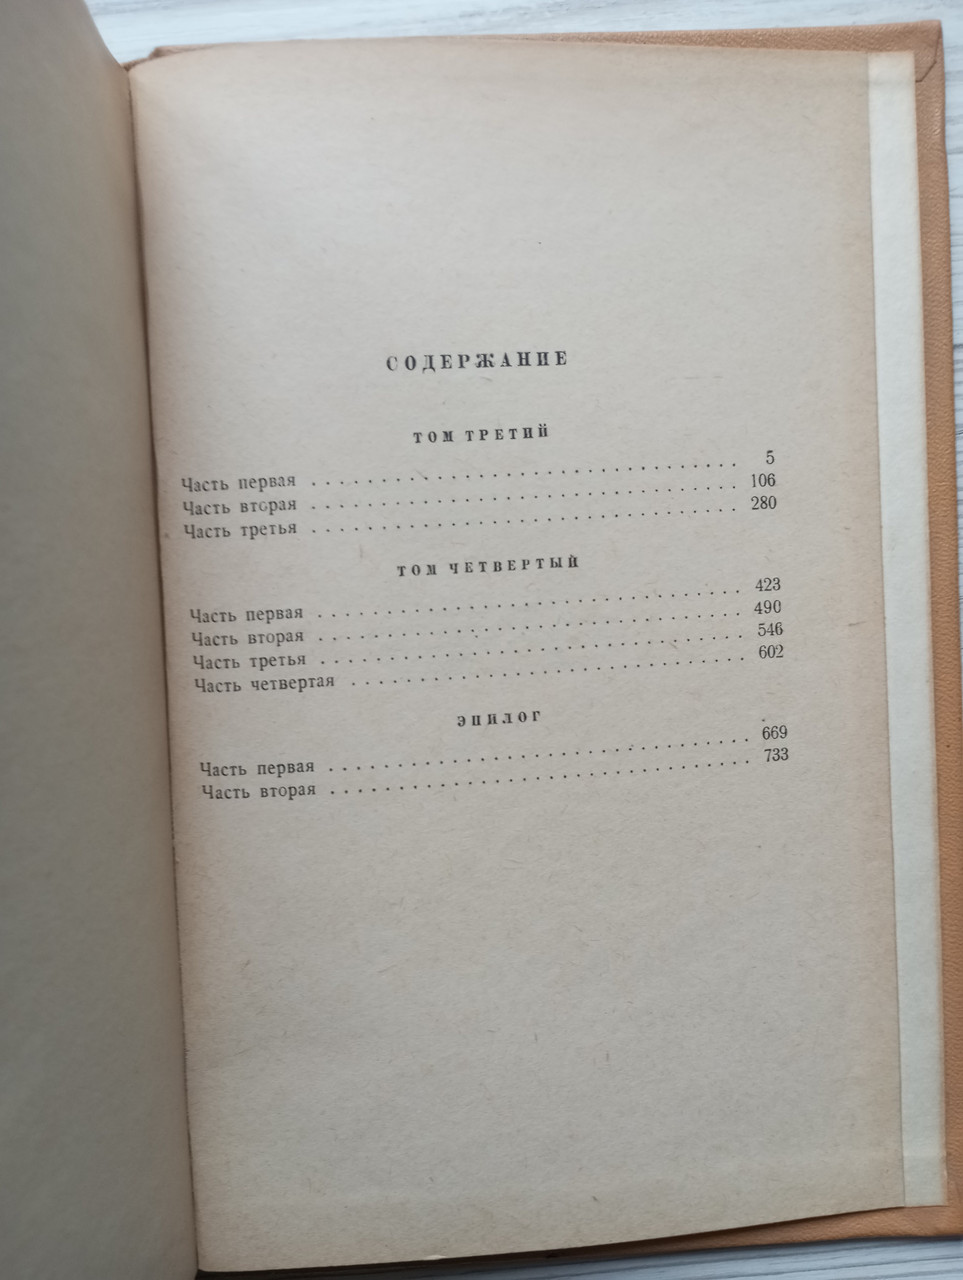 СОДЕРЖАНИЕ
ТОМ ТРЕТИЙ
Часть первая . . . . . . . . . . . . . . . . . . . . . . . . . . . . . . . 5
Часть вторая . . . . . . . . . . . . . . . . . . . . . . . . . . . . . . . 106
Часть третья . . . . . . . . . . . . . . . . . . . . . . . . . . . . . . . 280
ТОМ ЧЕТВЕРТЫЙ
Часть первая . . . . . . . . . . . . . . . . . . . . . . . . . . . . . . . 423
Часть вторая . . . . . . . . . . . . . . . . . . . . . . . . . . . . . . . 490
Часть третья . . . . . . . . . . . . . . . . . . . . . . . . . . . . . . . 546
Часть четвертая . . . . . . . . . . . . . . . . . . . . . . . . . . . . . 602
ЭПИЛОГ
Часть первая . . . . . . . . . . . . . . . . . . . . . . . . . . . . . . . 669
Часть вторая . . . . . . . . . . . . . . . . . . . . . . . . . . . . . . . 733